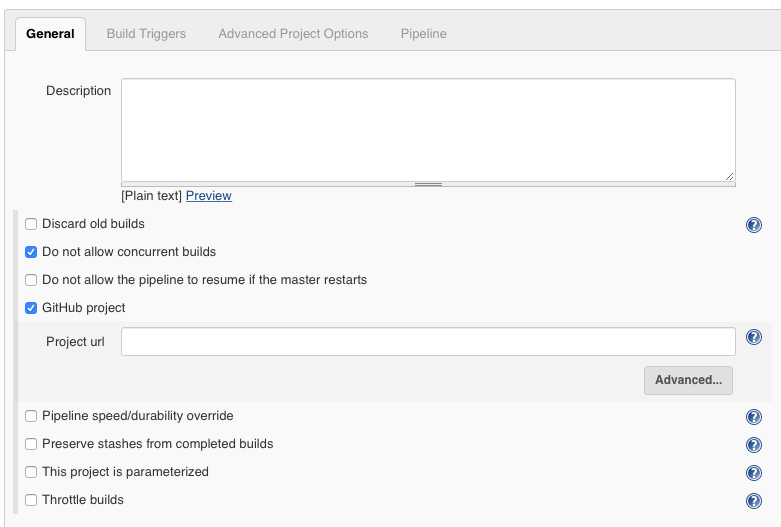 General Build Triggers Advanced Project Options Pipeline
Description
[Plain text] Preview
Discard old builds
Do not allow concurrent builds
Do not allow the pipeline to resume if the master restarts
GitHub project
Project url
Advanced...
Pipeline speed/durability override
Preserve stashes from completed builds
This project is parameterized
Throttle builds